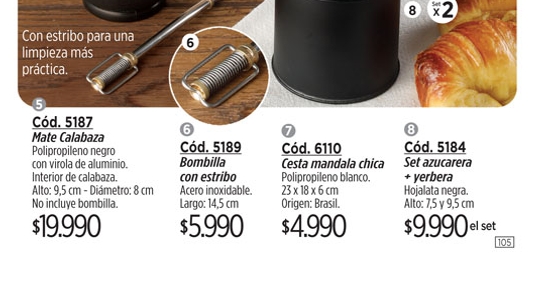 8
Set
x2
Con estribo para una
limpieza más
práctica.
6
5
Cód. 5187
Mate Calabaza
Polipropileno negro
con virola de aluminio.
Interior de calabaza.
Alto: 9,5 cm - Diámetro: 8 cm
No incluye bombilla.
$19.990
6
Cód. 5189
Bombilla
con estribo
Acero inoxidable.
Largo: 14,5 cm
$5.990
7
Cód. 6110
Cesta mandala chica
Polipropileno blanco.
23 x 18 x 6 cm
Origen: Brasil.
$4.990
8
Cód. 5184
Set azucarera
+ yerbera
Hojalata negra.
Alto: 7,5 y 9,5 cm
$9.990 el set
105